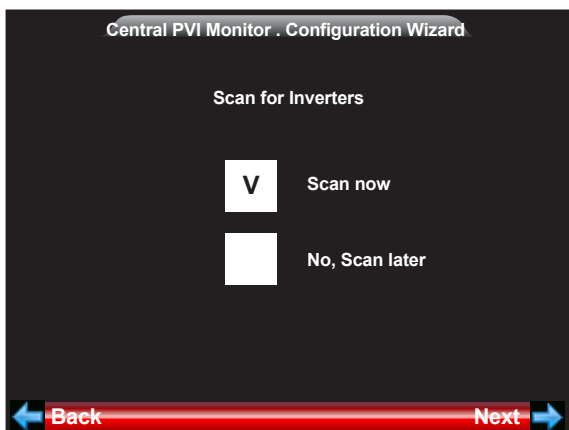 Central PVI Monitor . Configuration Wizard
Scan for Inverters
V Scan now
No, Scan later
Back Next